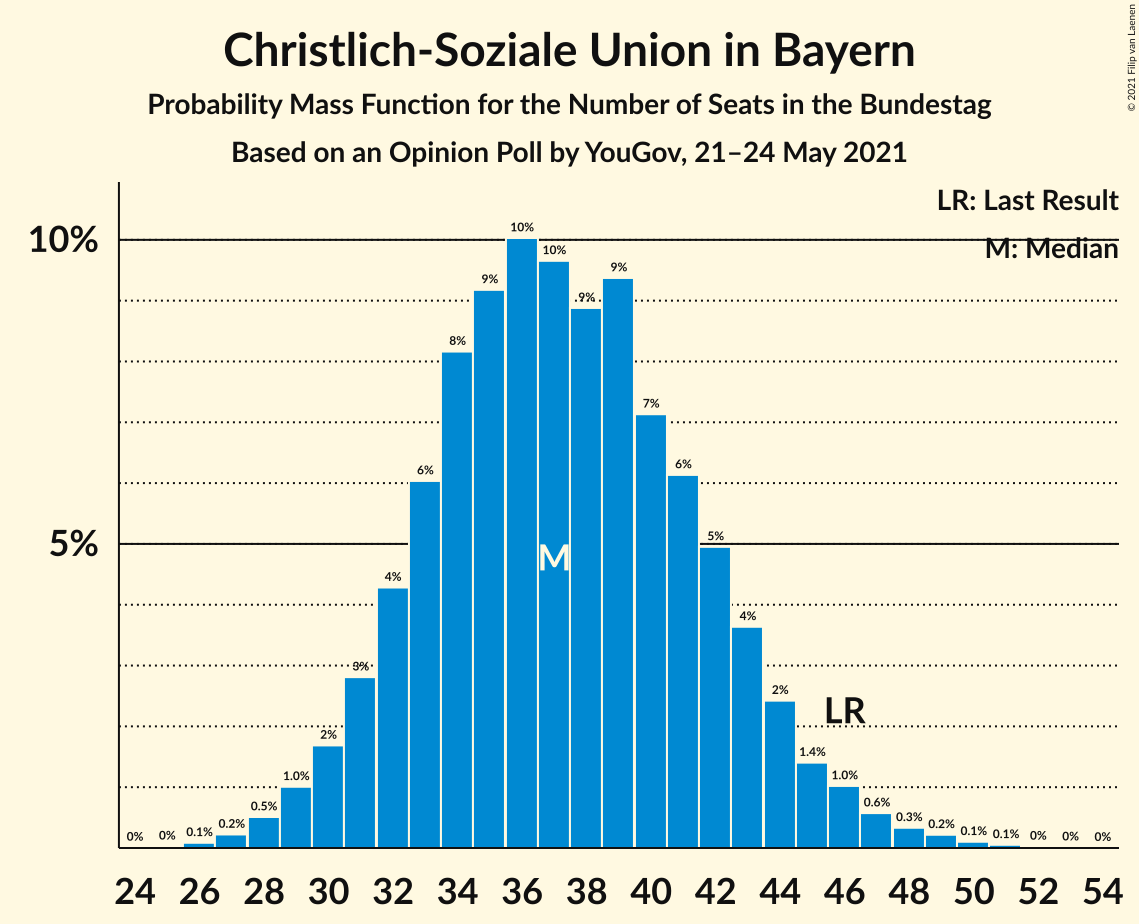 Christlich-Soziale Union in Bayern
Probability Mass Function for the Number of Seats in the Bundestag
Based on an Opinion Poll by YouGov, 21–24 May 2021
© 2021 Filip van Laenen
LR: Last Result
M: Median
10%
5%
0% 0% 0.1% 0.2% 0.5% 1.0% 2% 3% 4% 6% 8% 9% 10% 10% 9% 9% 7% 6% 5% 4% 2% 1.4% 1.0% 0.6% 0.3% 0.2% 0.1% 0.1% 0% 0% 0%
M
LR
24 26 28 30 32 34 36 38 40 42 44 46 48 50 52 54